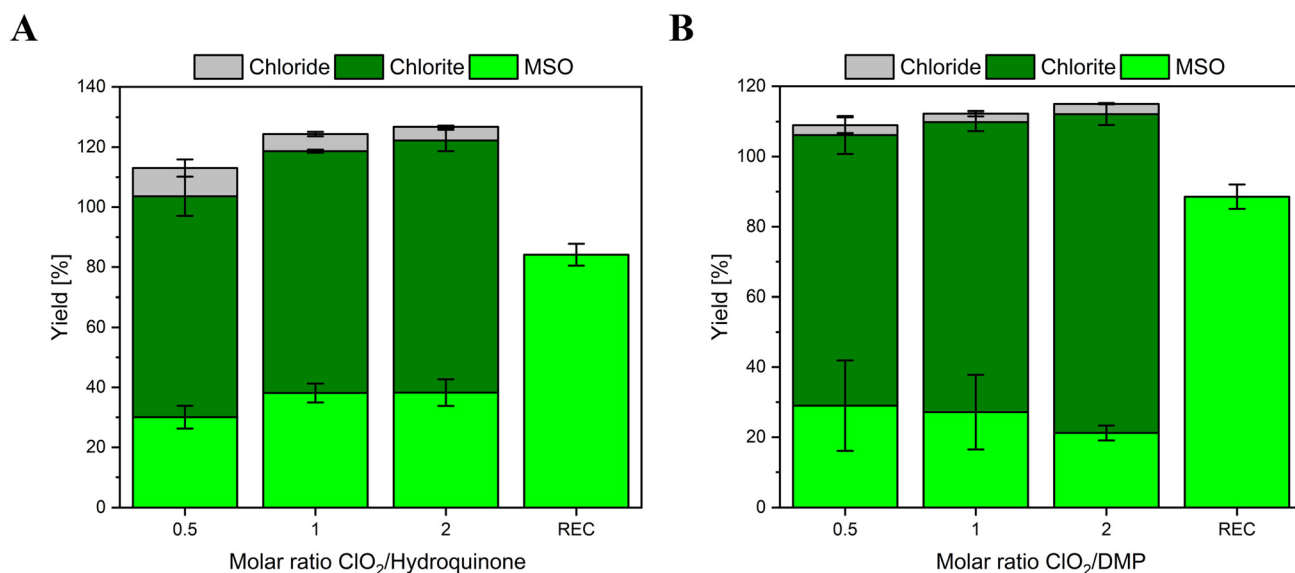 A
Chloride Chlorite MSO
140
120
100
80
60
40
20
0
Yield [%]
0.5 1 2 REC
Molar ratio ClO₂/Hydroquinone
B
Chloride Chlorite MSO
120
100
80
60
40
20
0
Yield [%]
0.5 1 2 REC
Molar ratio ClO₂/DMP